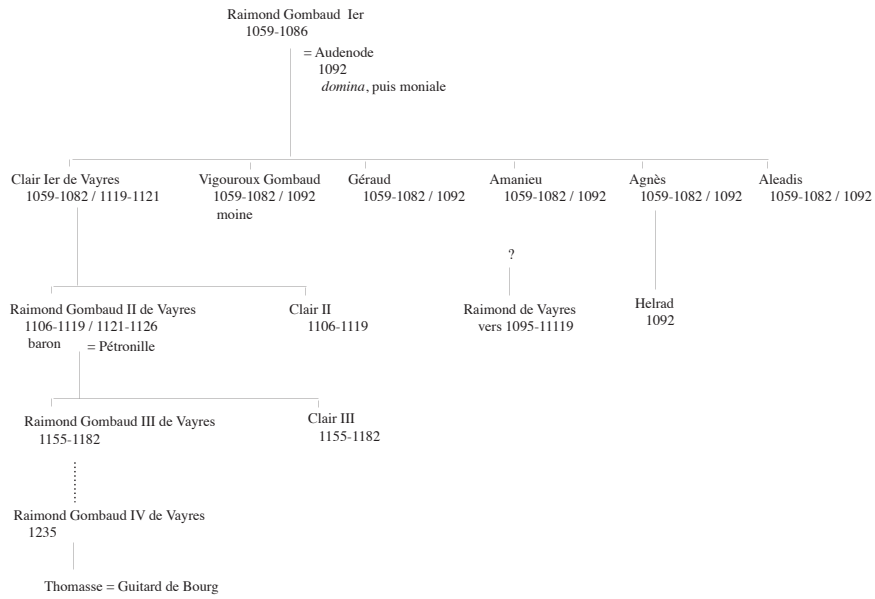 Raimond Gombaud Ier
1059-1086
= Audenode
1092
domina, puis moniale
Clair Ier de Vayres
1059-1082 / 1119-1121
Vigouroux Gombaud
1059-1082 / 1092
moine
Géraud
1059-1082 / 1092
Amanieu
1059-1082 / 1092
Agnès
1059-1082 / 1092
Aleadis
1059-1082 / 1092
Raimond Gombaud II de Vayres
1106-1119 / 1121-1126
baron = Pétronille
Clair II
1106-1119
?
Raimond de Vayres
vers 1095-11119
Helrad
1092
Raimond Gombaud III de Vayres
1155-1182
Clair III
1155-1182
Raimond Gombaud IV de Vayres
1235
Thomasse = Guitard de Bourg